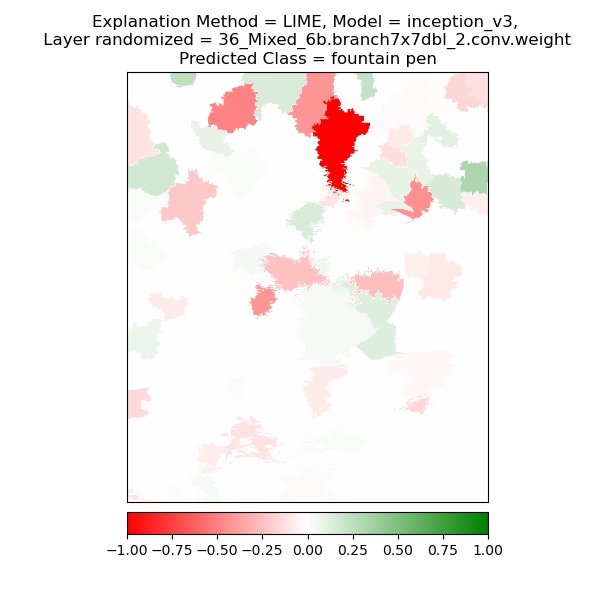 Explanation Method = LIME, Model = inception_v3,
Layer randomized = 36_Mixed_6b.branch7x7dbl_2.conv.weight
Predicted Class = fountain pen
−1.00 −0.75 −0.50 −0.25 0.00 0.25 0.50 0.75 1.00